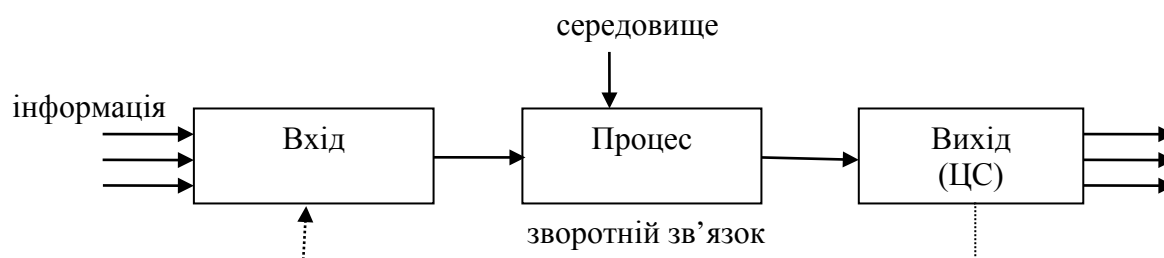 середовище
інформація
Вхід
Процес
Вихід
(ЦС)
зворотній зв’язок